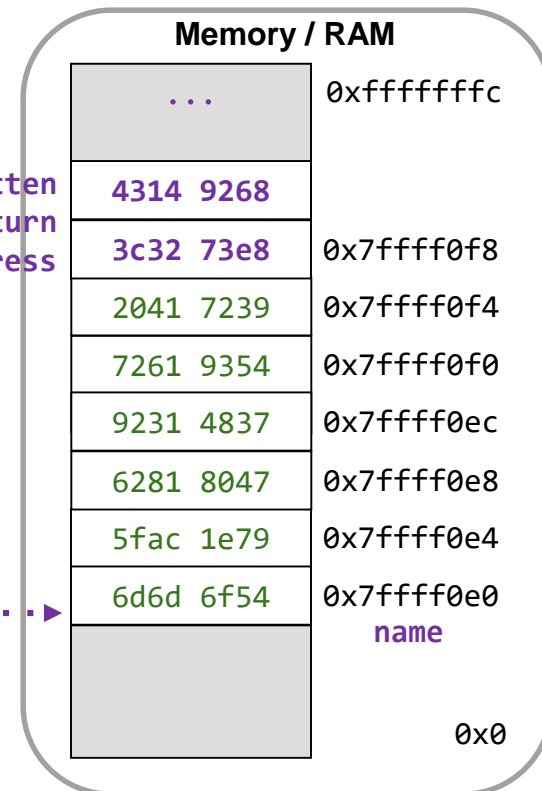 Memory / RAM
... 0xfffffffc
4314 9268
3c32 73e8 0x7ffff0f8
2041 7239 0x7ffff0f4
7261 9354 0x7ffff0f0
9231 4837 0x7ffff0ec
6281 8047 0x7ffff0e8
5fac 1e79 0x7ffff0e4
6d6d 6f54 0x7ffff0e0
name
0x0